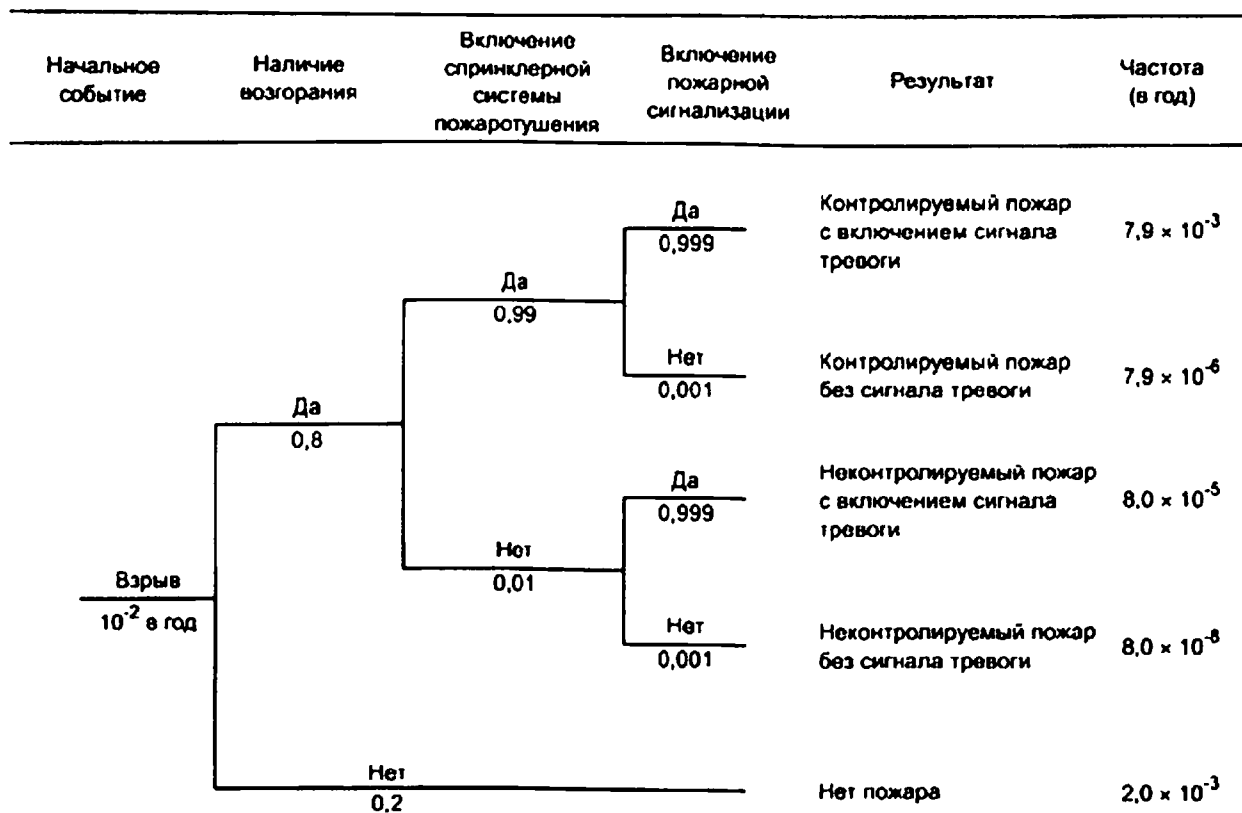 Начальное
событие
Наличие
возгорания
Включение
спринклерной
системы
пожаротушения
Включение
пожарной
сигнализации
Результат
Частота
(в год)
Да
0,999
Контролируемый пожар
с включением сигнала
тревоги
7,9 × 10⁻³
Да
0,99
Нет
0,001
Контролируемый пожар
без сигнала тревоги
7,9 × 10⁻⁶
Да
0,8
Да
0,999
Неконтролируемый пожар
с включением сигнала
тревоги
8,0 × 10⁻⁵
Нет
0,01
Взрыв
10⁻² в год
Нет
0,001
Неконтролируемый пожар
без сигнала тревоги
8,0 × 10⁻⁸
Нет
0,2
Нет пожара
2,0 × 10⁻³